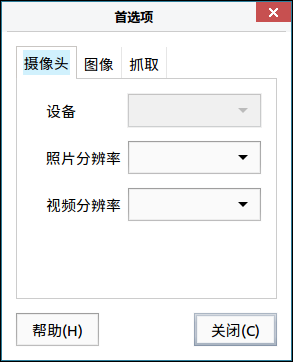 首选项
摄像头 图像 抓取
设备
照片分辨率
视频分辨率
帮助(H) 关闭(C)